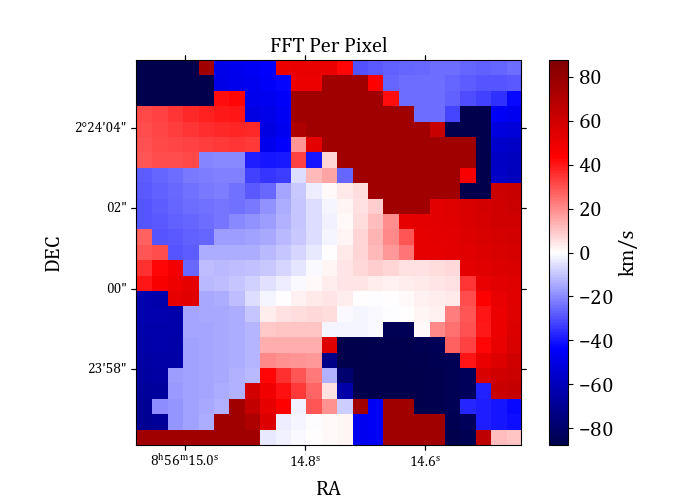 FFT Per Pixel
2°24'04"
02"
00"
23'58"
DEC
8ʰ56ᵐ15.0ˢ
14.8ˢ
14.6ˢ
RA
80
60
40
20
0
−20
−40
−60
−80
km/s